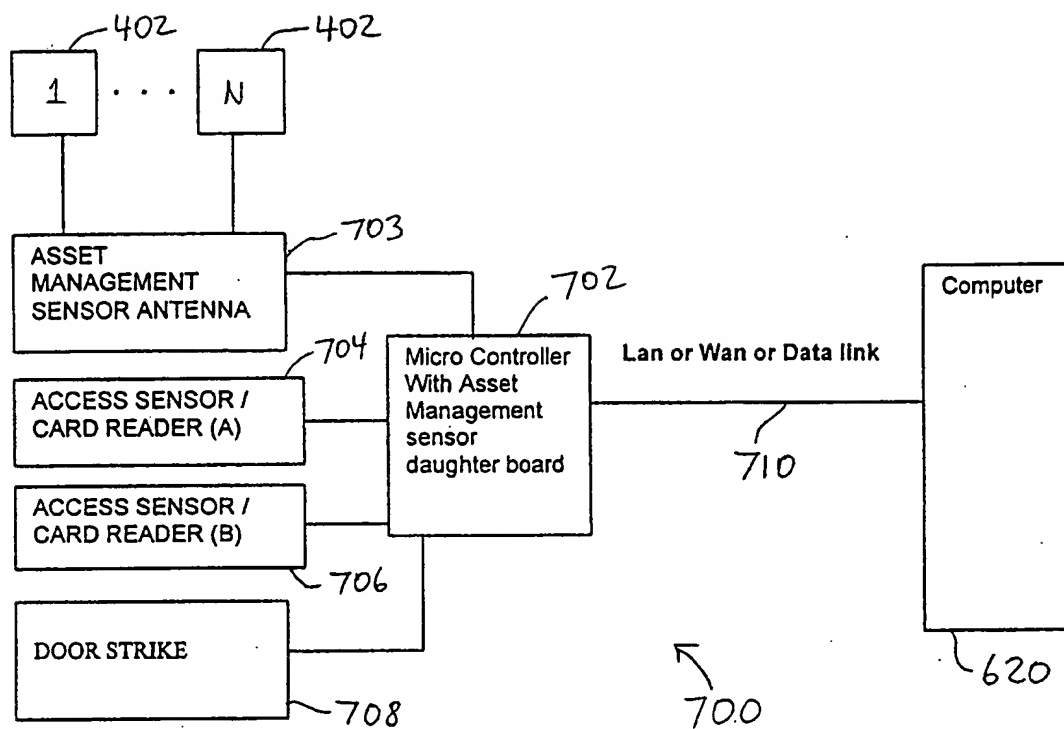 402
402
1 . . . N
703
ASSET
MANAGEMENT
SENSOR ANTENNA
702
Computer
704
Micro Controller
With Asset
Management
sensor
daughter board
Lan or Wan or Data link
ACCESS SENSOR /
CARD READER (A)
710
ACCESS SENSOR /
CARD READER (B)
706
DOOR STRIKE
708
700
620